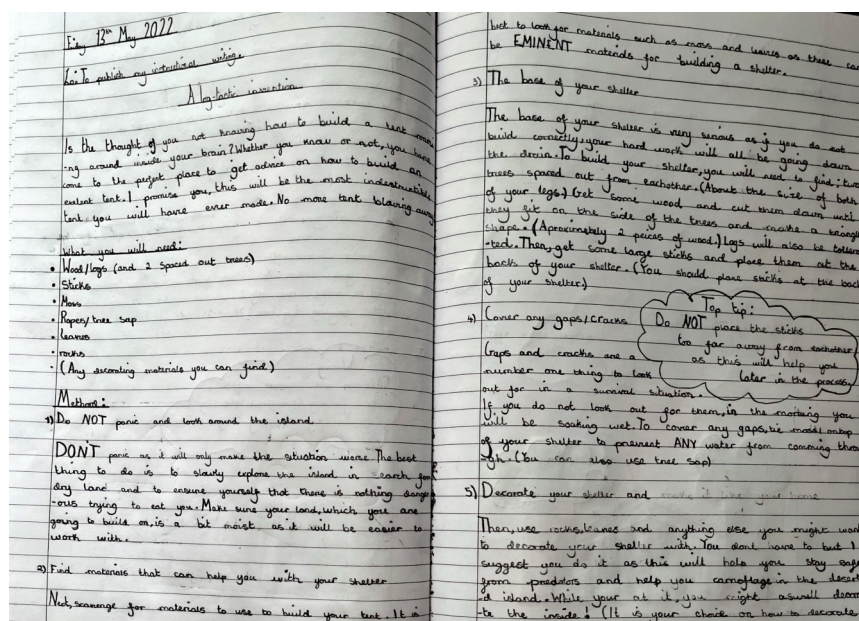 Friday 13th May 2022
L.o: To publish my instructional writing.
A log-tastic invention
Is the thought of you not knowing how to build a tent
-ng around inside your brain? Whether you know or not, you have
come to the perfect place to get advice on how to build an
exelent tent. I promise you, this will be the most indestructible
tent you will have ever made. No more tent blowing away
What you will need:
• Wood/logs (and 2 spaced out trees)
• Sticks
• Moss
• Ropes/tree sap
• leaves
• rocks
• (Any decorating materials you can find)
Method:
1) Do NOT panic and look around the island
DON'T panic as it will only make the situation worse. The best
thing to do is to slowly explore the island in search for
dry land and to ensure yourself that there is nothing danger
-ous trying to eat you. Make sure your land, which you are
going to build on, is a bit moist as it will be easier to
work with.
2) Find materials that can help you with your shelter
Next, scavenge for materials to use to build your tent. It is
best to look for materials such as moss and leaves as these can
be EMINENT materials for building a shelter.
3) The base of your shelter
The base of your shelter is very serious as if you do not
build correctly, your hard work will all be going down
the drain. To build your shelter, you will need to find; two
trees spaced out from eachother. (About the size of both
of your legs.) Get some wood and cut them down until
they fit on the side of the trees and make a triangle
shape. (Aproximately 2 peices of wood.) Logs will also be
-ted. Then, get some large sticks and place them at the
backs of your shelter. (You should place sticks at the back
of your shelter.)
Top tip:
Do NOT place the sticks
too far away from eachother
as this will help you
later in the process.
4) Cover any gaps/cracks
Gaps and cracks are a
number one thing to look
out for in a survival situation.
If you do not look out for them, in the morning you
will be soaking wet. To cover any gaps, on top
of your shelter to prevent ANY water from comming thro
-gh. (You can also use tree sap)
5) Decorate your shelter and make it like your home
Then, use rocks, leaves and anything else you might want
to decorate your shelter with. You dont have to but I
suggest you do it as this will help you stay safe
from predators and help you camoflage in the desert
-d island. While your at it, you might aswell decora
-te the inside! (It is your choice on how to decorate